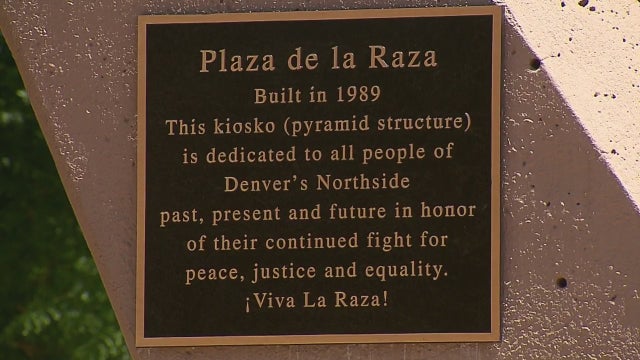 Plaza de la Raza
Built in 1989
This kiosko (pyramid structure)
is dedicated to all people of
Denver's Northside
past, present and future in honor
of their continued fight for
peace, justice and equality.
¡Viva La Raza!